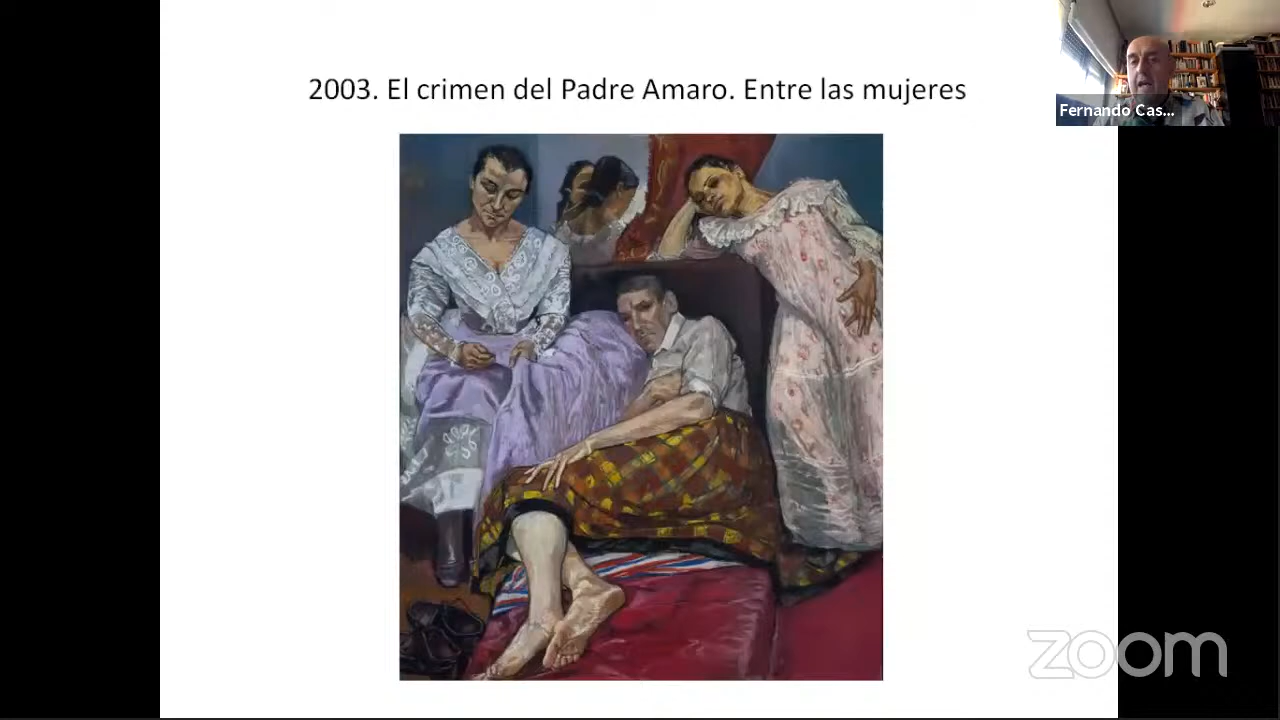 2003. El crimen del Padre Amaro. Entre las mujeres
Fernando Cas...
zoom